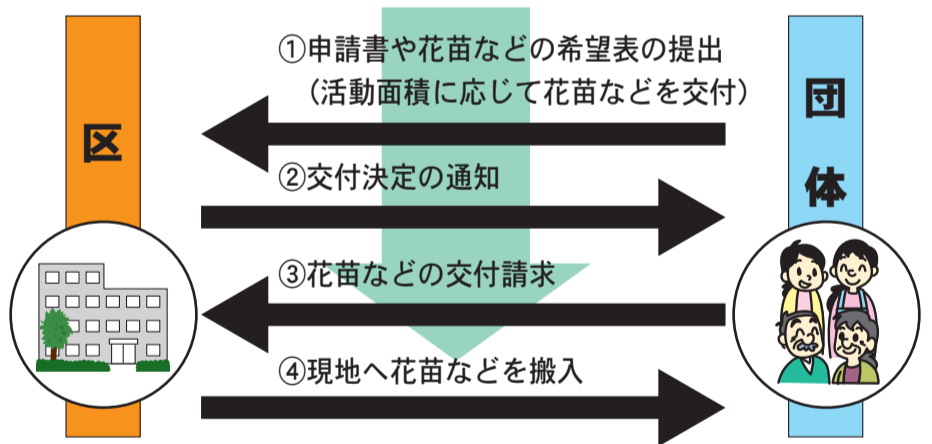 区
団体
①申請書や花苗などの希望表の提出
（活動面積に応じて花苗などを交付）
②交付決定の通知
③花苗などの交付請求
④現地へ花苗などを搬入